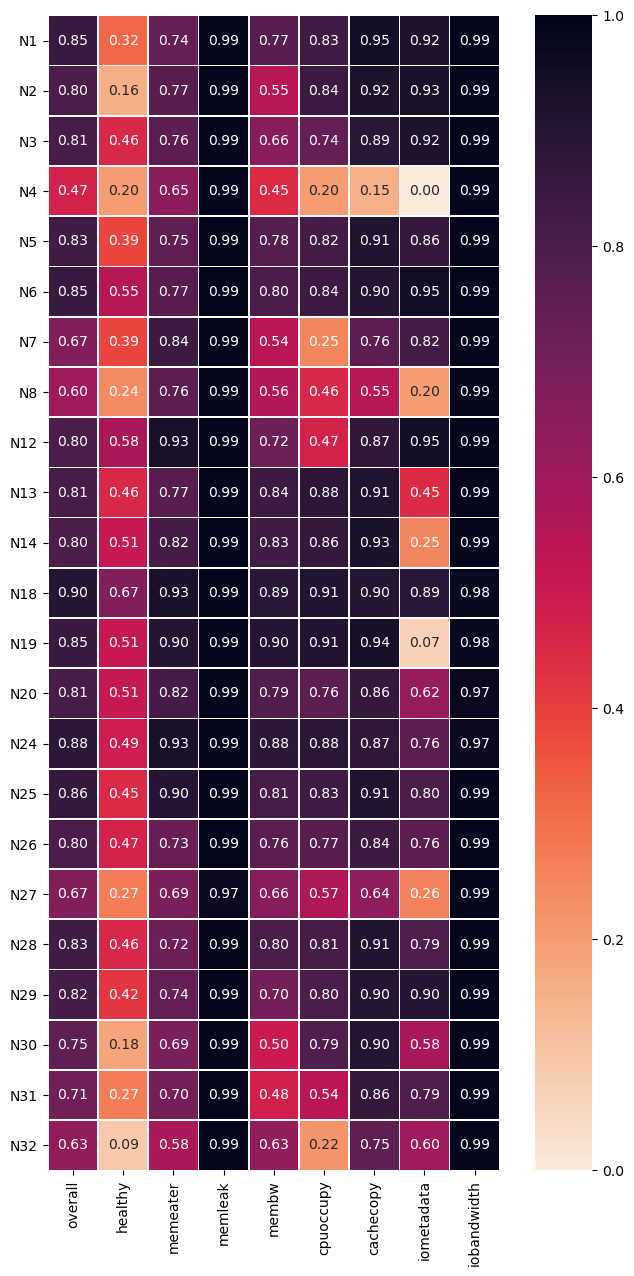 N1 0.85 0.32 0.74 0.99 0.77 0.83 0.95 0.92 0.99
N2 0.80 0.16 0.77 0.99 0.55 0.84 0.92 0.93 0.99
N3 0.81 0.46 0.76 0.99 0.66 0.74 0.89 0.92 0.99
N4 0.47 0.20 0.65 0.99 0.45 0.20 0.15 0.00 0.99
N5 0.83 0.39 0.75 0.99 0.78 0.82 0.91 0.86 0.99
N6 0.85 0.55 0.77 0.99 0.80 0.84 0.90 0.95 0.99
N7 0.67 0.39 0.84 0.99 0.54 0.25 0.76 0.82 0.99
N8 0.60 0.24 0.76 0.99 0.56 0.46 0.55 0.20 0.99
N12 0.80 0.58 0.93 0.99 0.72 0.47 0.87 0.95 0.99
N13 0.81 0.46 0.77 0.99 0.84 0.88 0.91 0.45 0.99
N14 0.80 0.51 0.82 0.99 0.83 0.86 0.93 0.25 0.99
N18 0.90 0.67 0.93 0.99 0.89 0.91 0.90 0.89 0.98
N19 0.85 0.51 0.90 0.99 0.90 0.91 0.94 0.07 0.98
N20 0.81 0.51 0.82 0.99 0.79 0.76 0.86 0.62 0.97
N24 0.88 0.49 0.93 0.99 0.88 0.88 0.87 0.76 0.97
N25 0.86 0.45 0.90 0.99 0.81 0.83 0.91 0.80 0.99
N26 0.80 0.47 0.73 0.99 0.76 0.77 0.84 0.76 0.99
N27 0.67 0.27 0.69 0.97 0.66 0.57 0.64 0.26 0.99
N28 0.83 0.46 0.72 0.99 0.80 0.81 0.91 0.79 0.99
N29 0.82 0.42 0.74 0.99 0.70 0.80 0.90 0.90 0.99
N30 0.75 0.18 0.69 0.99 0.50 0.79 0.90 0.58 0.99
N31 0.71 0.27 0.70 0.99 0.48 0.54 0.86 0.79 0.99
N32 0.63 0.09 0.58 0.99 0.63 0.22 0.75 0.60 0.99
overall
healthy
memeater
memleak
membw
cpuoccupy
cachecopy
iometadata
iobandwidth
1.0
0.8
0.6
0.4
0.2
0.0